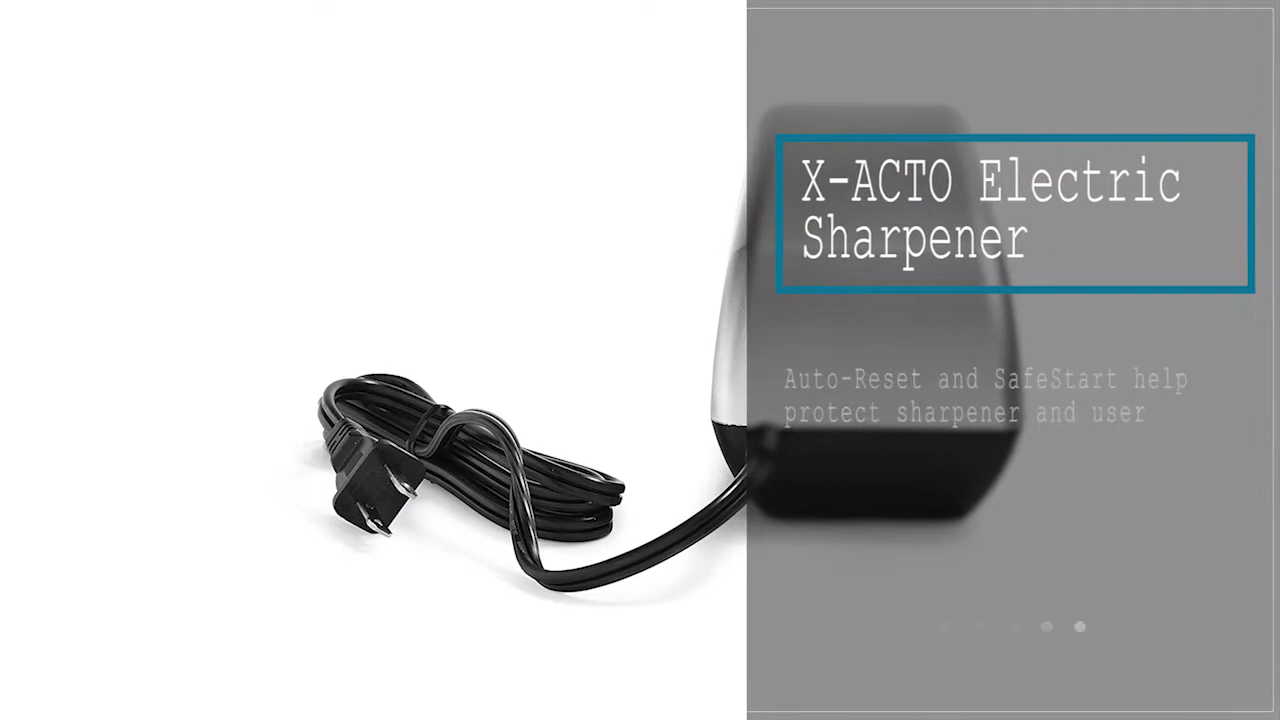 X-ACTO Electric
Sharpener
Auto-Reset and SafeStart help
protect sharpener and user